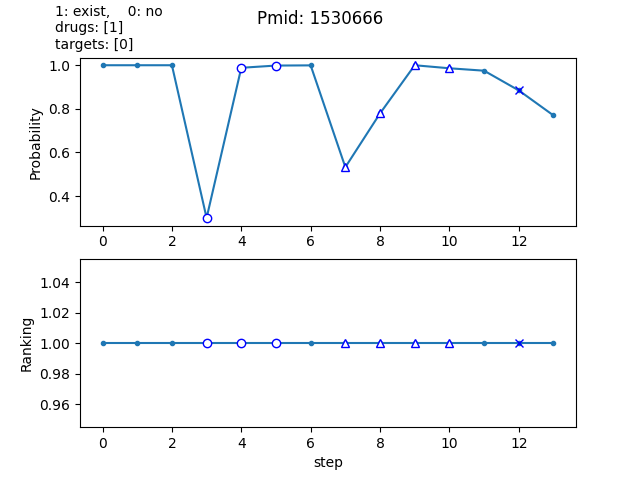 1: exist,    0: no
drugs: [1]
targets: [0]
Pmid: 1530666
Probability
1.0
0.8
0.6
0.4
0 2 4 6 8 10 12
Ranking
1.04
1.02
1.00
0.98
0.96
0 2 4 6 8 10 12
step